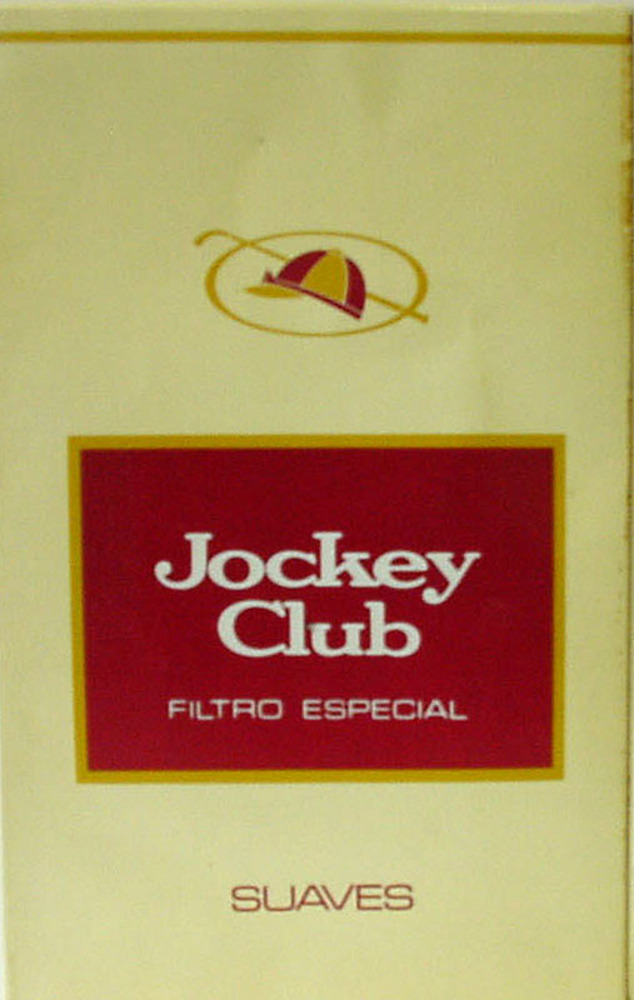 Jockey
Club
FILTRO ESPECIAL
SUAVES